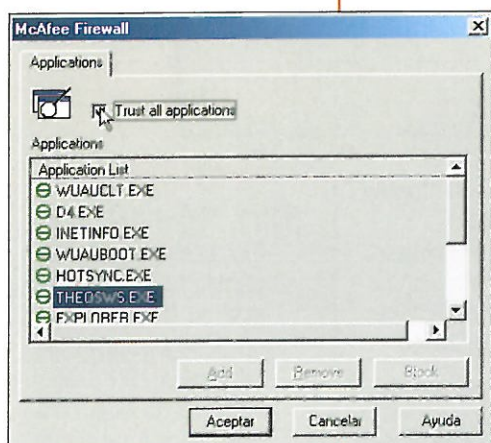 McAfee Firewall
Applications
Trust all applications
Applications
Application List
WUAUCLT.EXE
D4.EXE
INETINFO.EXE
WUAUBOOT.EXE
HOTSYNC.EXE
THEOSWS.EXE
EXPLORER.EXE
Add Remove Block
Aceptar Cancelar Ayuda